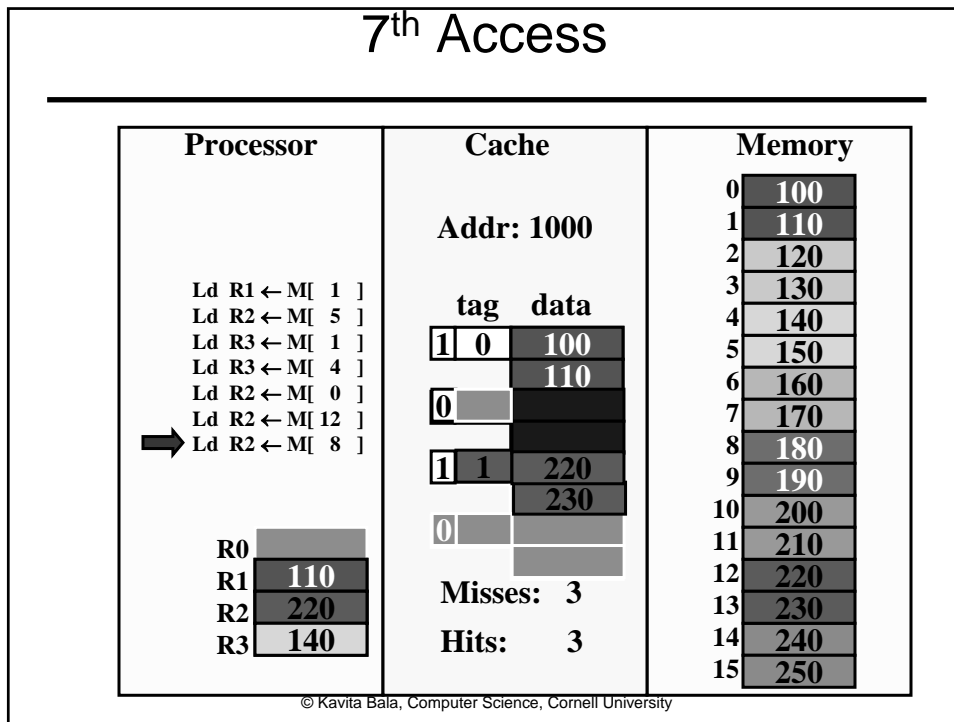 7th Access
Processor
Ld R1 ← M[ 1 ]
Ld R2 ← M[ 5 ]
Ld R3 ← M[ 1 ]
Ld R3 ← M[ 4 ]
Ld R2 ← M[ 0 ]
Ld R2 ← M[ 12 ]
Ld R2 ← M[ 8 ]
R0
R1 110
R2 220
R3 140
Cache
Addr: 1000
tag data
1 0 100
110
0
1 1 220
230
0
Misses: 3
Hits: 3
Memory
0 100
1 110
2 120
3 130
4 140
5 150
6 160
7 170
8 180
9 190
10 200
11 210
12 220
13 230
14 240
15 250
© Kavita Bala, Computer Science, Cornell University